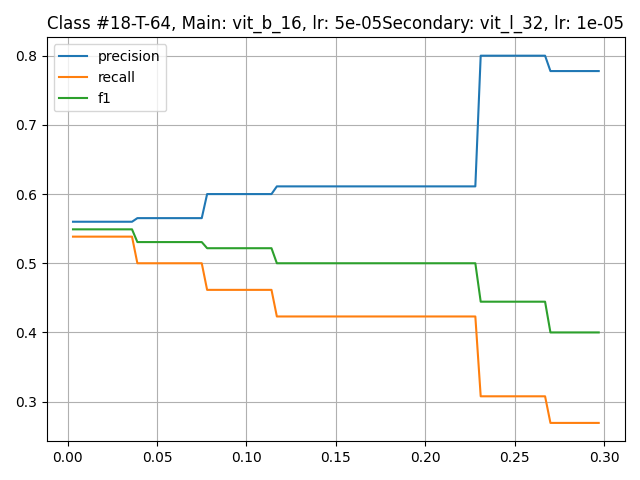 Class #18-T-64, Main: vit_b_16, lr: 5e-05Secondary: vit_l_32, lr: 1e-05
precision
recall
f1
0.8
0.7
0.6
0.5
0.4
0.3
0.00 0.05 0.10 0.15 0.20 0.25 0.30